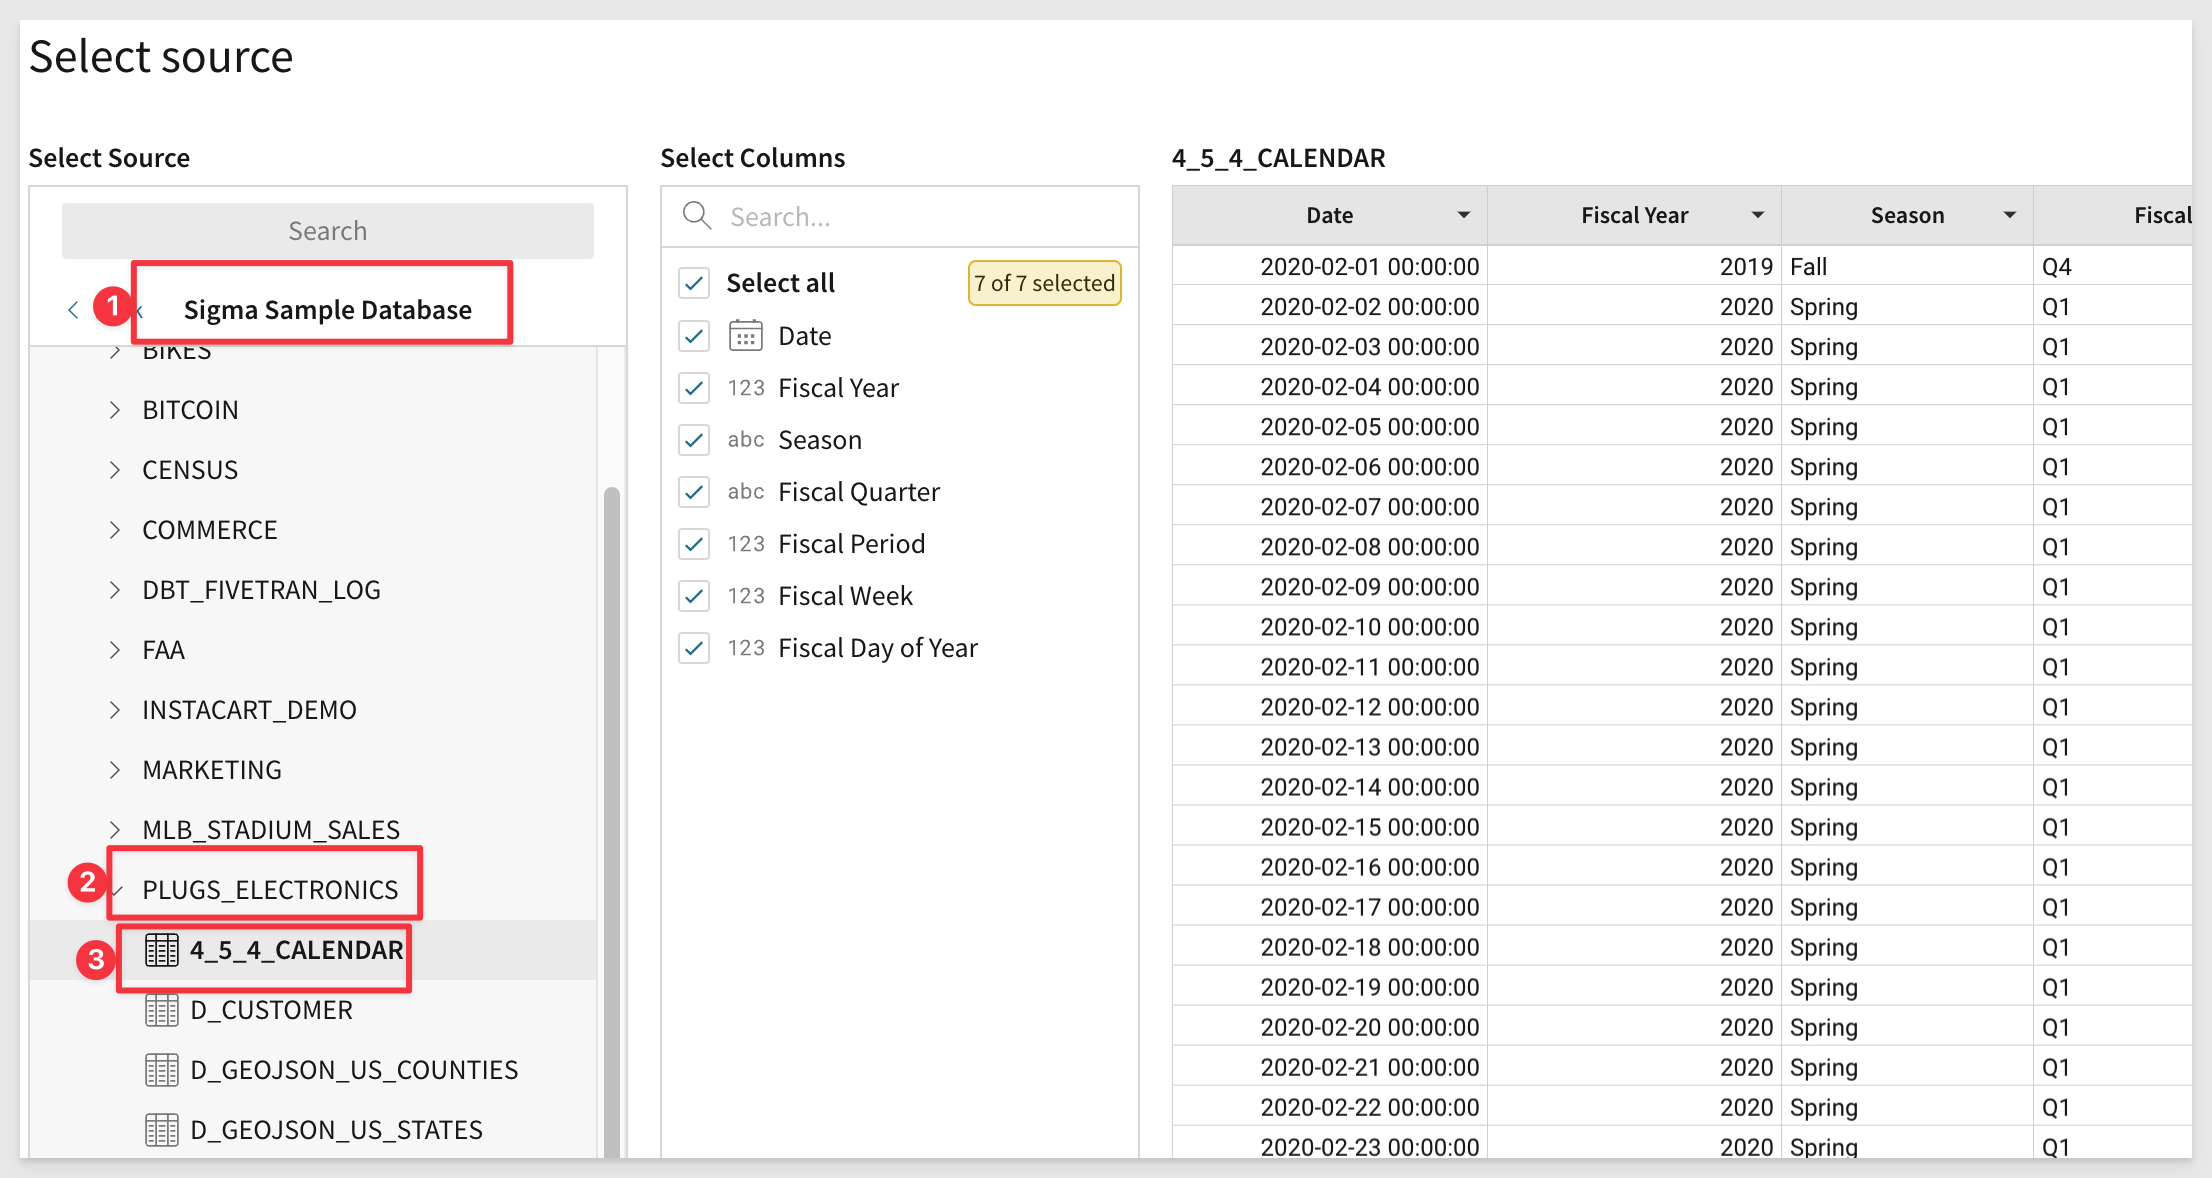 Select source
Select Source
Search
1
Sigma Sample Database
BIKES
BITCOIN
CENSUS
COMMERCE
DBT_FIVETRAN_LOG
FAA
INSTACART_DEMO
MARKETING
MLB_STADIUM_SALES
2
PLUGS_ELECTRONICS
3
4_5_4_CALENDAR
D_CUSTOMER
D_GEOJSON_US_COUNTIES
D_GEOJSON_US_STATES
Select Columns
Search...
Select all 7 of 7 selected
Date
123 Fiscal Year
abc Season
abc Fiscal Quarter
123 Fiscal Period
123 Fiscal Week
123 Fiscal Day of Year
4_5_4_CALENDAR
Date Fiscal Year Season Fiscal
2020-02-01 00:00:00 2019 Fall Q4
2020-02-02 00:00:00 2020 Spring Q1
2020-02-03 00:00:00 2020 Spring Q1
2020-02-04 00:00:00 2020 Spring Q1
2020-02-05 00:00:00 2020 Spring Q1
2020-02-06 00:00:00 2020 Spring Q1
2020-02-07 00:00:00 2020 Spring Q1
2020-02-08 00:00:00 2020 Spring Q1
2020-02-09 00:00:00 2020 Spring Q1
2020-02-10 00:00:00 2020 Spring Q1
2020-02-11 00:00:00 2020 Spring Q1
2020-02-12 00:00:00 2020 Spring Q1
2020-02-13 00:00:00 2020 Spring Q1
2020-02-14 00:00:00 2020 Spring Q1
2020-02-15 00:00:00 2020 Spring Q1
2020-02-16 00:00:00 2020 Spring Q1
2020-02-17 00:00:00 2020 Spring Q1
2020-02-18 00:00:00 2020 Spring Q1
2020-02-19 00:00:00 2020 Spring Q1
2020-02-20 00:00:00 2020 Spring Q1
2020-02-21 00:00:00 2020 Spring Q1
2020-02-22 00:00:00 2020 Spring Q1
2020-02-23 00:00:00 2020 Spring Q1